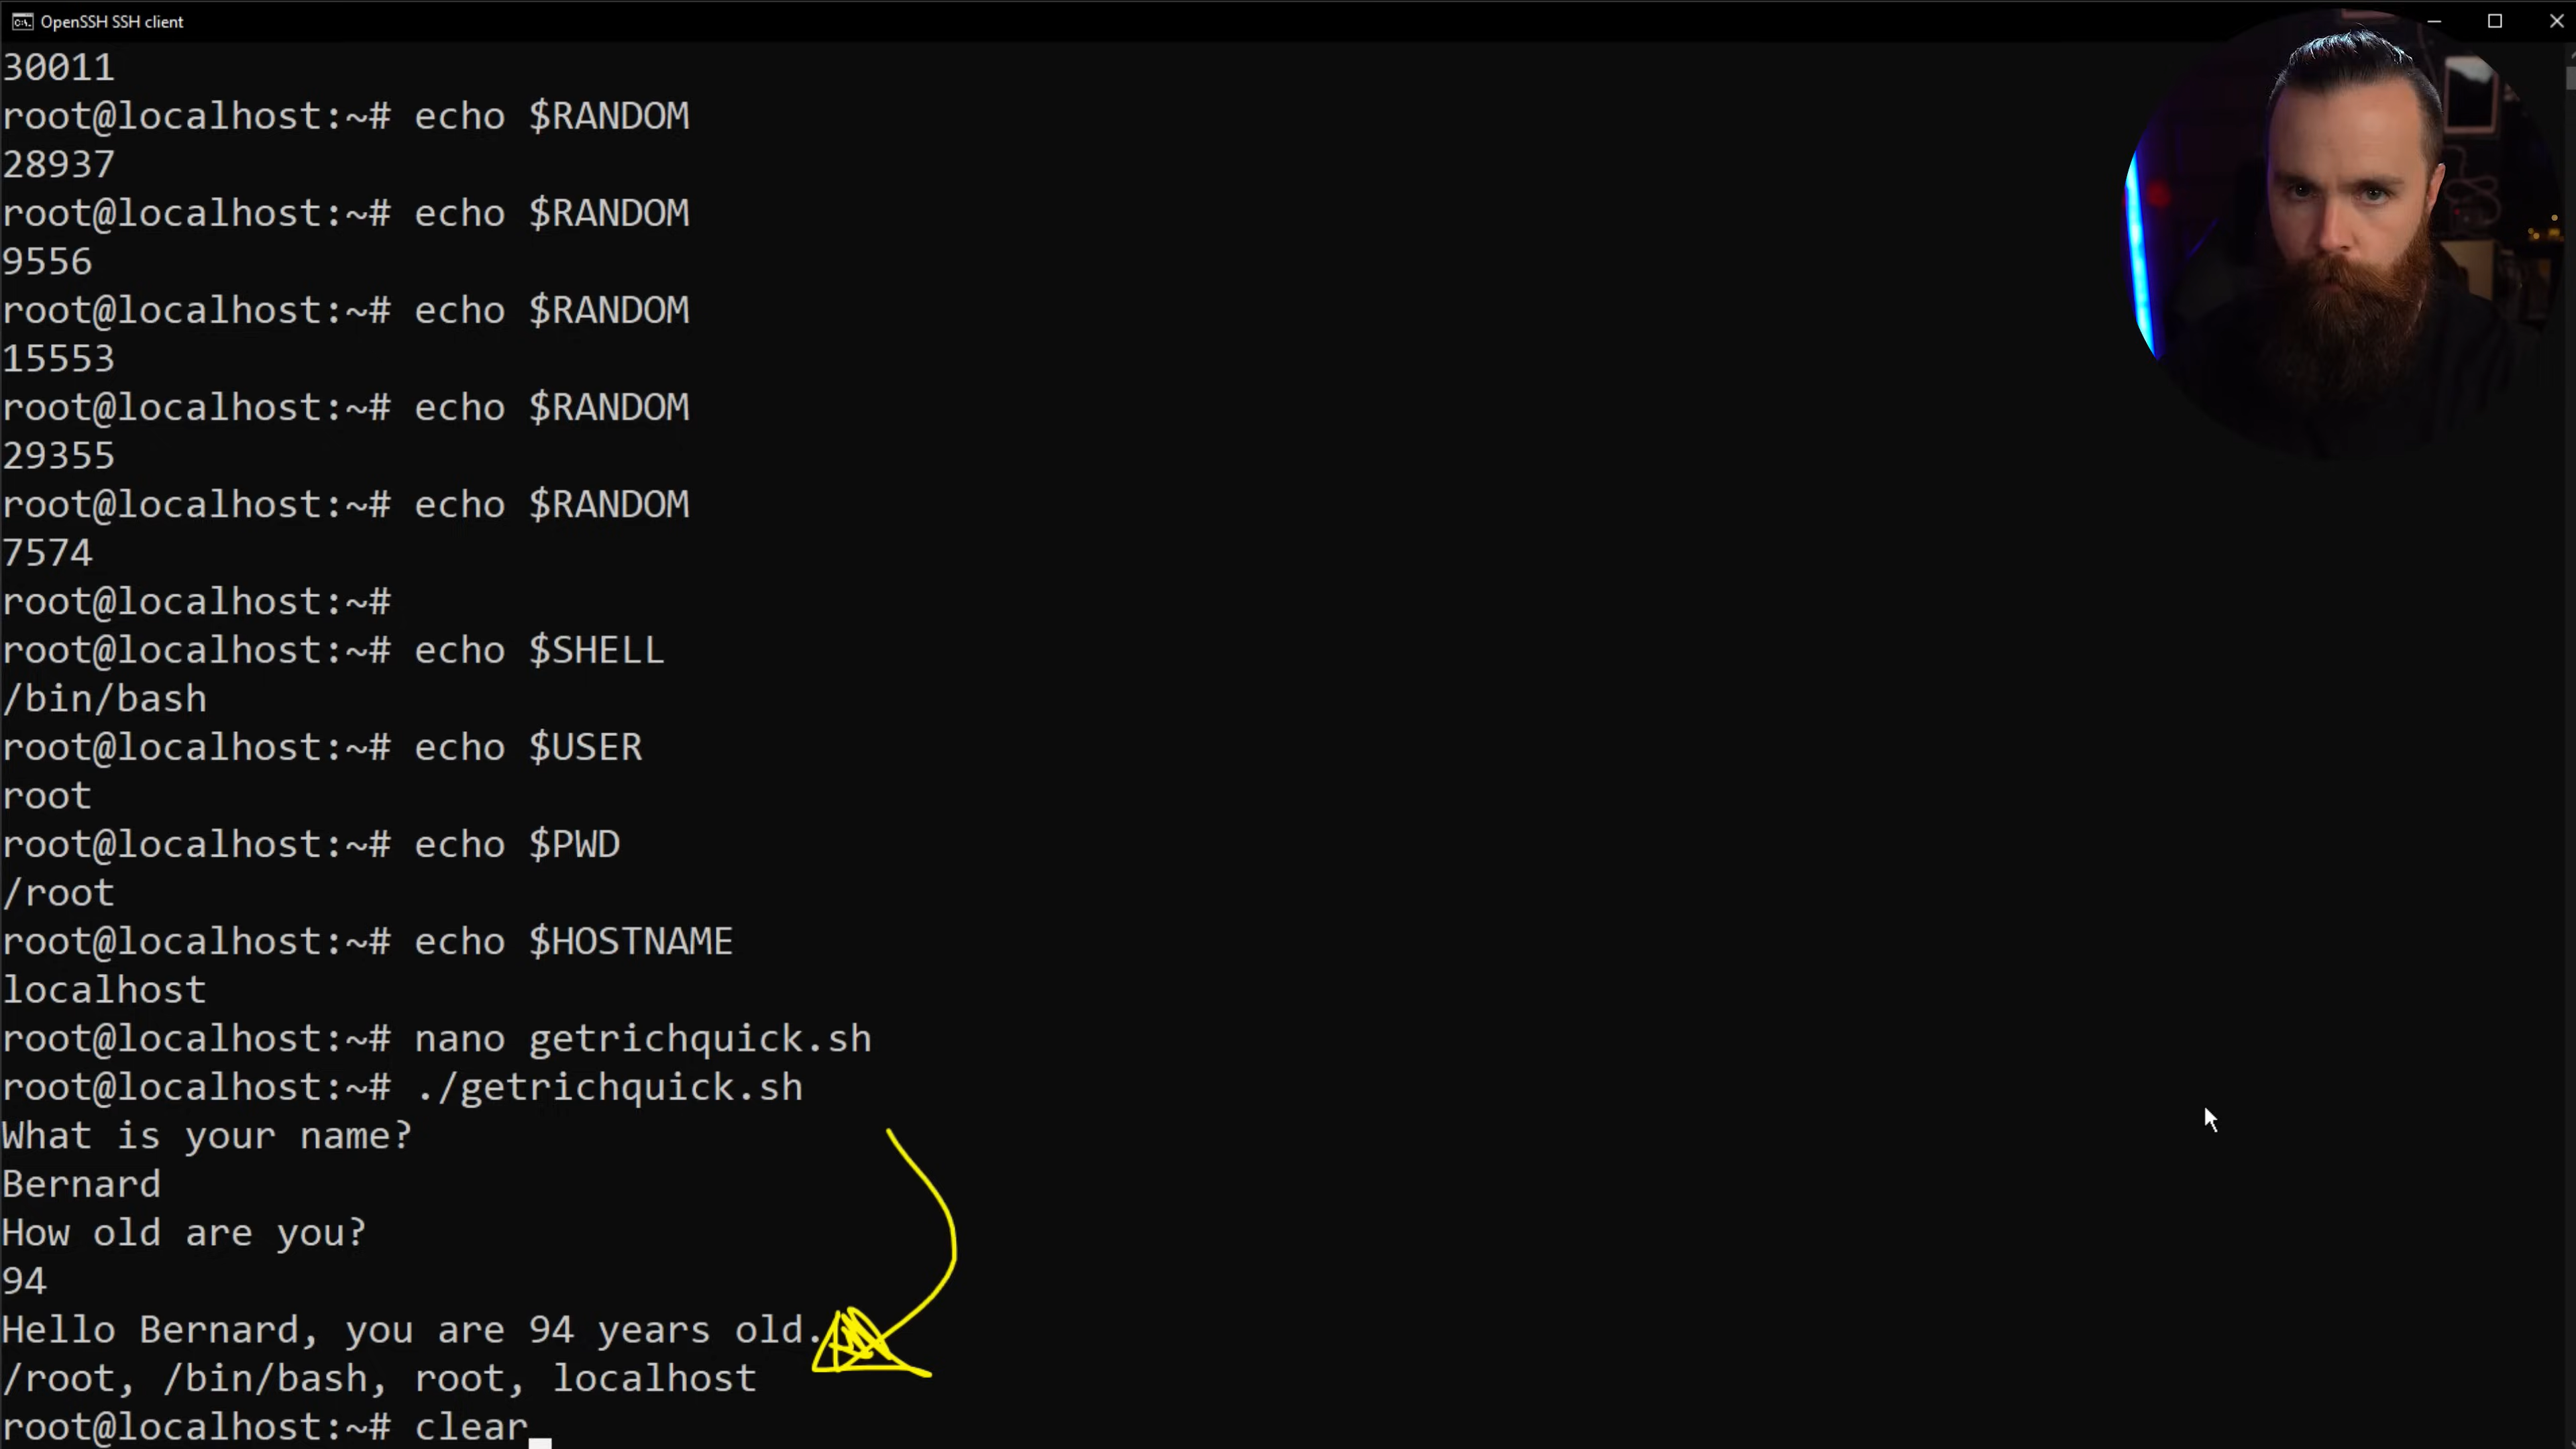 OpenSSH SSH client
30011
root@localhost:~# echo $RANDOM
28937
root@localhost:~# echo $RANDOM
9556
root@localhost:~# echo $RANDOM
15553
root@localhost:~# echo $RANDOM
29355
root@localhost:~# echo $RANDOM
7574
root@localhost:~#
root@localhost:~# echo $SHELL
/bin/bash
root@localhost:~# echo $USER
root
root@localhost:~# echo $PWD
/root
root@localhost:~# echo $HOSTNAME
localhost
root@localhost:~# nano getrichquick.sh
root@localhost:~# ./getrichquick.sh
What is your name?
Bernard
How old are you?
94
Hello Bernard, you are 94 years old.
/root, /bin/bash, root, localhost
root@localhost:~# clear